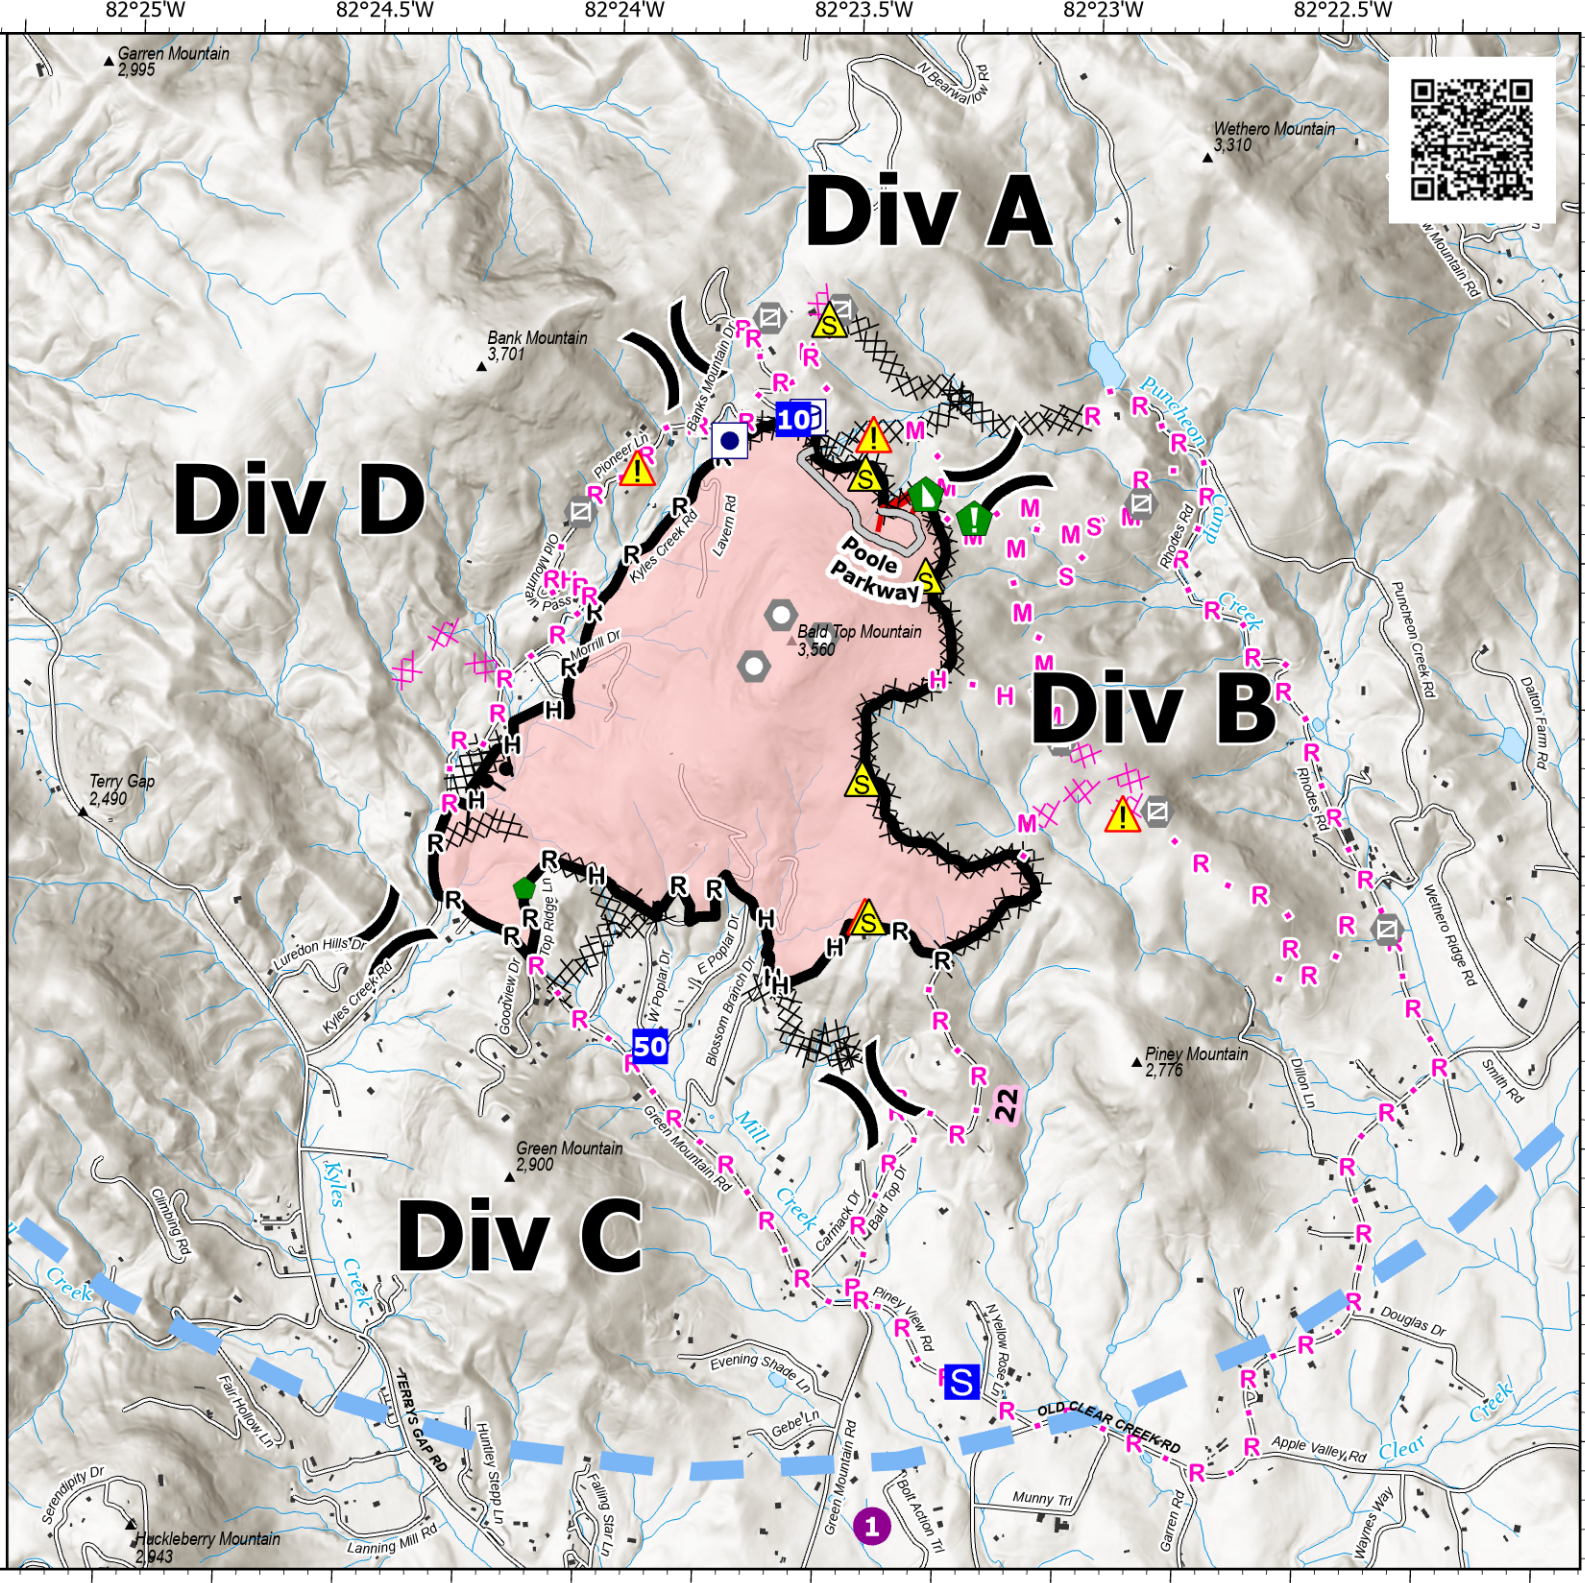 82°25'W
82°24.5'W
82°24'W
82°23.5'W
82°23'W
82°22.5'W
Garren Mountain
2,995
N Bearwallow Rd
Wethero Mountain
3,310
w Mountain Rd
Div A
Bank Mountain
3,701
Banks Mountain Dr
Puncheon
Camp
Creek
Div D
Pioneer Ln
10
Old Mountain
Pass
Kyles Creek Rd
Lavern Rd
Poole
Parkway
Rhodes Rd
Puncheon Creek Rd
Bald Top Mountain
3,560
Morrill Dr
Div B
Dalton Farm Rd
Terry Gap
2,490
Rhodes Rd
Wethero Ridge Rd
Luredon Hills Dr
Kyles Creek Rd
Top Ridge Ln
Goodview Dr
W Poplar Dr
E Poplar Dr
Blossom Branch Dr
50
Piney Mountain
2,776
Dillon Ln
Smith Rd
22
Green Mountain Rd
Mill
Creek
Green Mountain
2,900
Kyles
Creek
Climbing Rd
Div C
Carmack Dr
Bald Top Dr
Creek
Piney View Rd
N Yellow Rose Ln
Douglas Dr
Evening Shade Ln
S
OLD CLEAR CREEK RD
TERRYS GAP RD
Fair Hollow Ln
Gebe Ln
Green Mountain Rd
Apple Valley Rd
Clear
Creek
Huntley Stepp Ln
Falling Star Ln
Serendipity Dr
Lanning Mill Rd
Huckleberry Mountain
2,943
1
Bolt Action Trl
Munny Trl
Garren Rd
Waynes Way
R
H
M
S
!